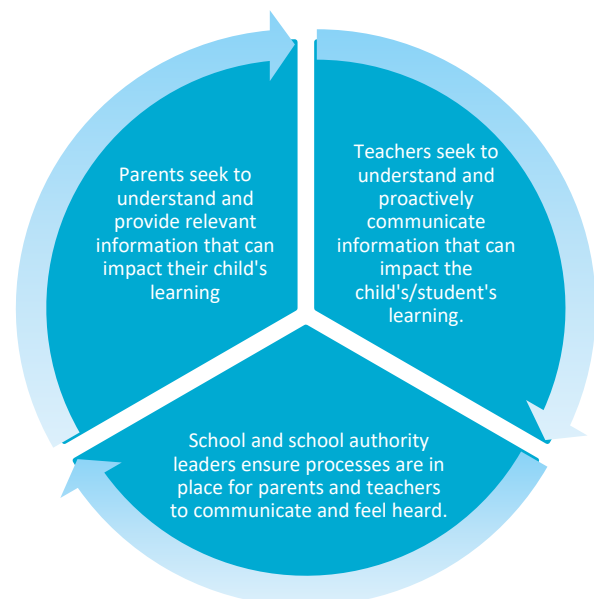 Parents seek to
understand and
provide relevant
information that can
impact their child's
learning
Teachers seek to
understand and
proactively
communicate
information that can
impact the
child's/student's
learning.
School and school authority
leaders ensure processes are in
place for parents and teachers
to communicate and feel heard.